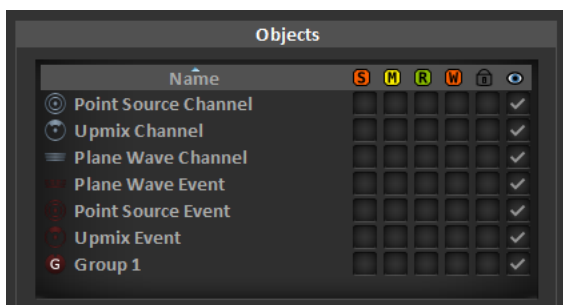 Objects
Name S M R W
Point Source Channel
Upmix Channel
Plane Wave Channel
Plane Wave Event
Point Source Event
Upmix Event
G Group 1